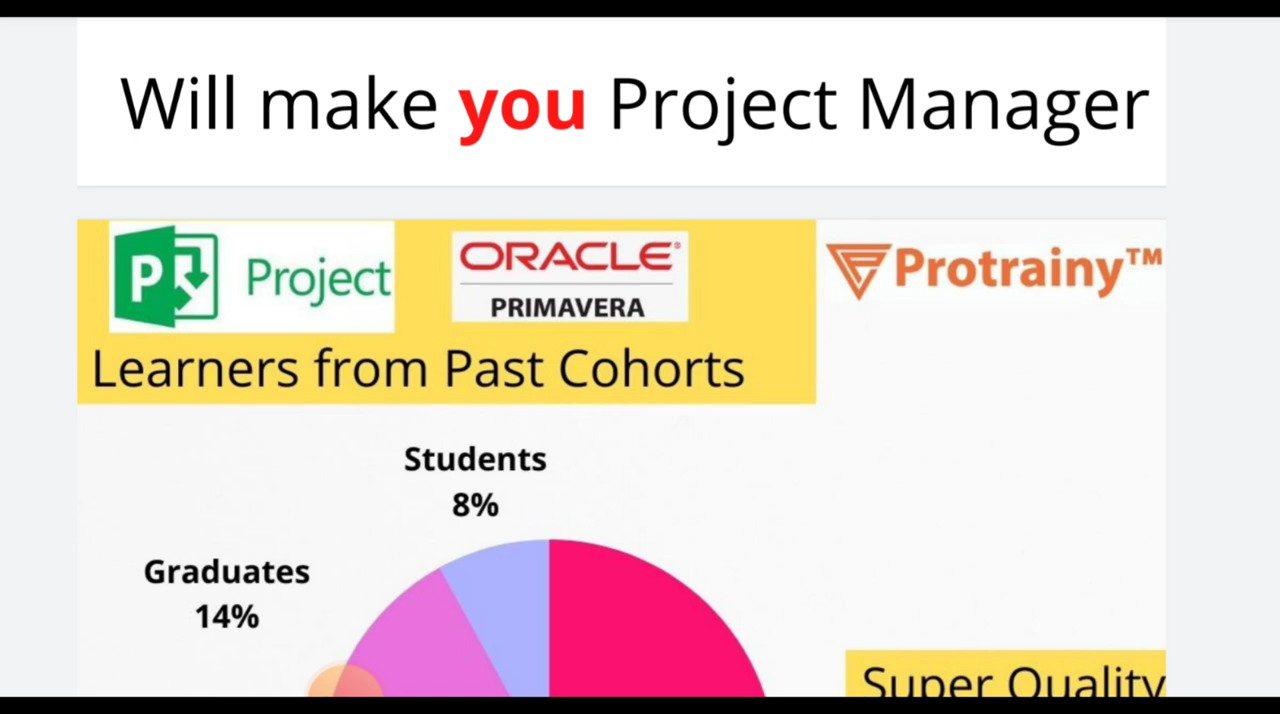 Will make you Project Manager
P Project
ORACLE®
PRIMAVERA
Protrainy™
Learners from Past Cohorts
Students
8%
Graduates
14%
Super Quality